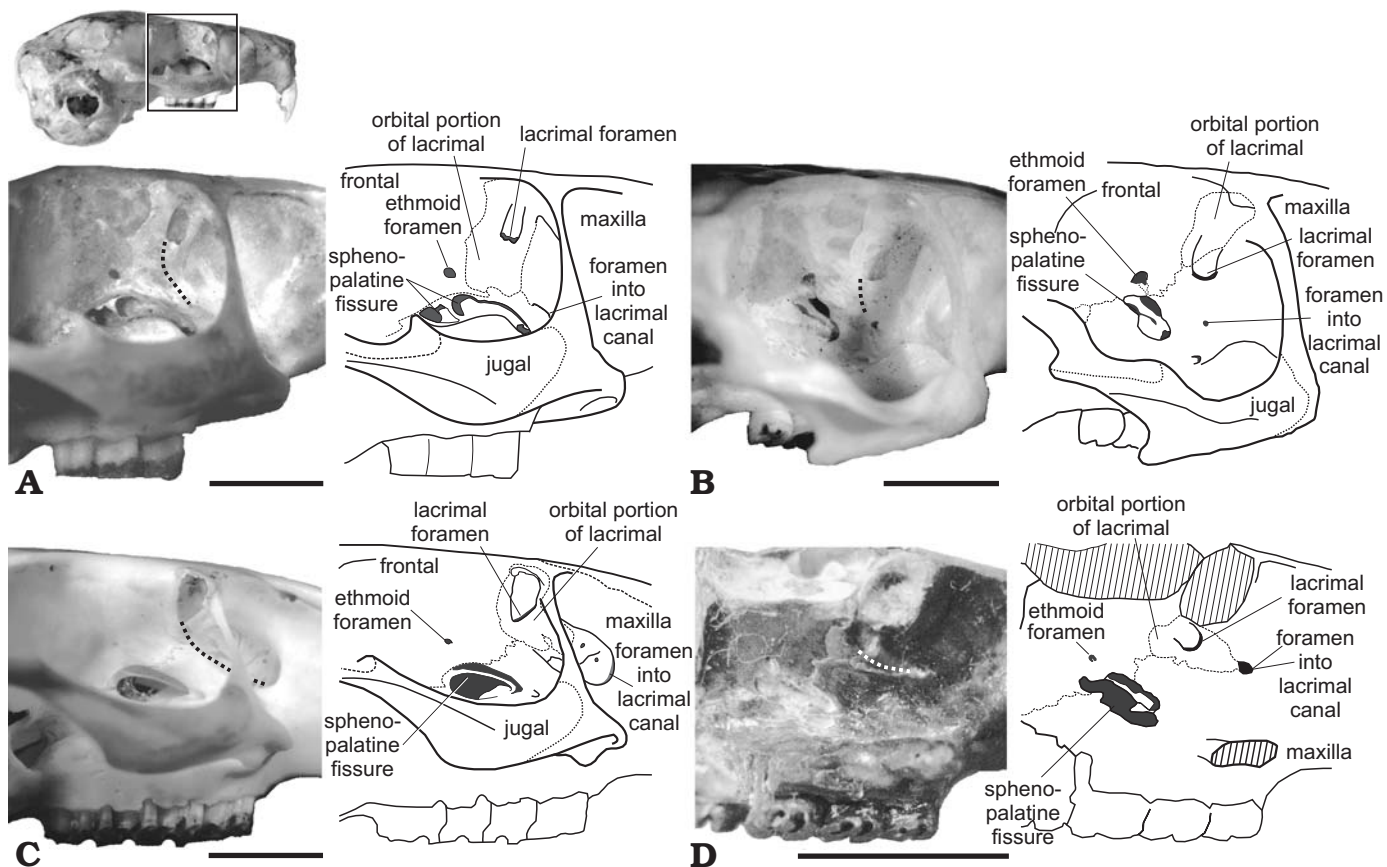 orbital portion
of lacrimal
lacrimal foramen
frontal
ethmoid
foramen
maxilla
spheno-
palatine
fissure
foramen
into
lacrimal
canal
jugal
A
orbital portion
of lacrimal
ethmoid
foramen
frontal
maxilla
spheno-
palatine
fissure
lacrimal
foramen
foramen
into
lacrimal
canal
jugal
B
lacrimal
foramen
orbital portion
of lacrimal
frontal
ethmoid
foramen
maxilla
foramen
into
lacrimal
canal
jugal
spheno-
palatine
fissure
C
orbital portion
of lacrimal
lacrimal
foramen
ethmoid
foramen
foramen
into
lacrimal
canal
maxilla
spheno-
palatine
fissure
D